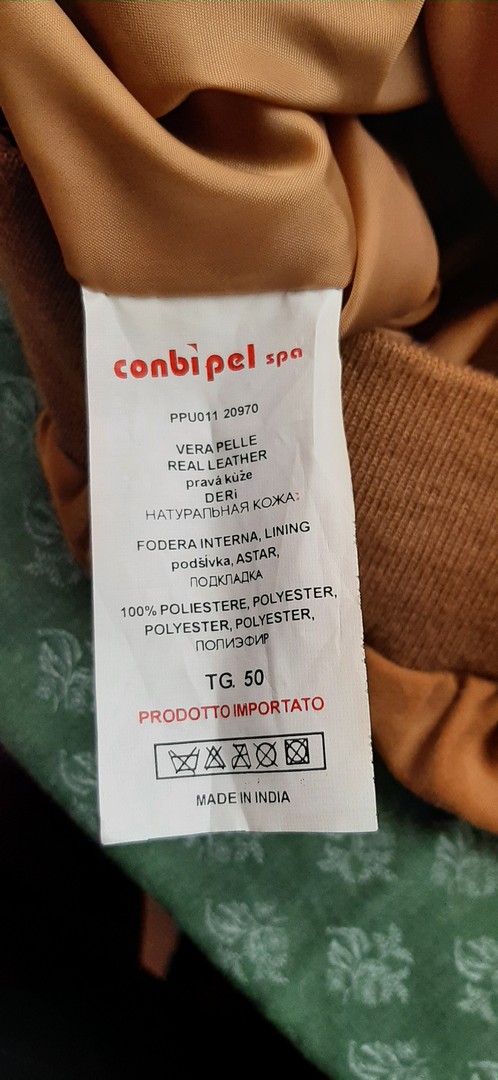 conbipel spa
PPU011 20970
VERA PELLE
REAL LEATHER
pravá kůže
DERi
НАТУРАЛЬНАЯ КОЖА:
FODERA INTERNA, LINING
podšívka, ASTAR,
ПОДКЛАДКА
100% POLIESTERE, POLYESTER,
POLYESTER, POLYESTER,
ПОЛИЭФИР
TG. 50
PRODOTTO IMPORTATO
MADE IN INDIA